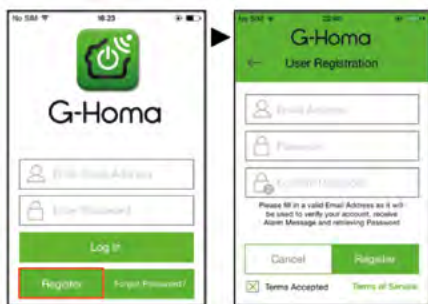 No SIM 16:23
G-Homa
Enter Email Address
Enter Password
Log In
Register Forgot Password?
No SIM
G-Homa
User Registration
Email Address
Password
Confirm Password
Please fill in a valid Email Address as it will
be used to verify your account, receive
Alarm Message and retrieving Password
Cancel Register
Terms Accepted Terms of Service